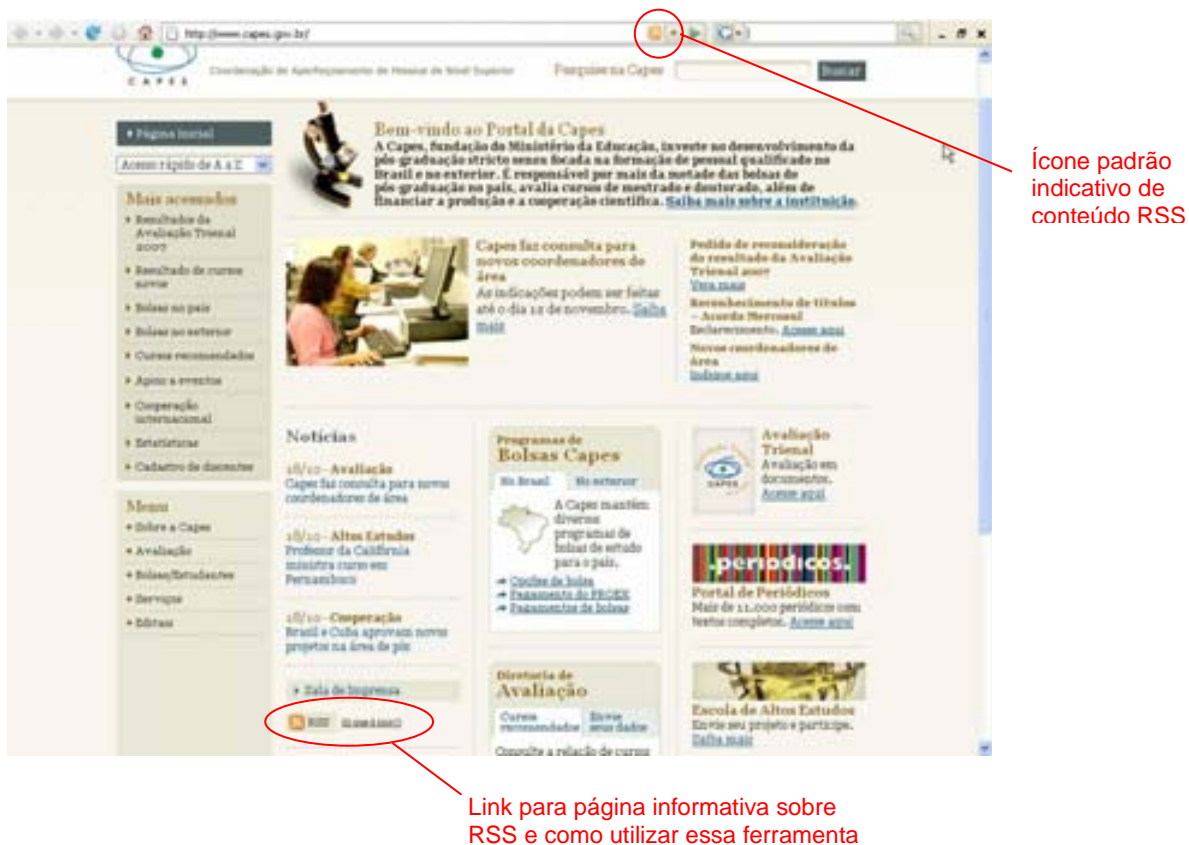 http://www.capes.gov.br/
CAPES
Coordenação de Aperfeiçoamento de Pessoal de Nível Superior
Pesquise na Capes
Buscar
Página Inicial
Acesso rápido de A a Z
Mais acessados
Resultados da
Avaliação Trienal
2007
Resultado de cursos
novos
Bolsas no país
Bolsas no exterior
Cursos recomendados
Apoio a eventos
Cooperação
internacional
Estatísticas
Cadastro de discentes
Menu
Sobre a Capes
Avaliação
Bolsas/Estudantes
Serviços
Editais
Bem-vindo ao Portal da Capes
A Capes, fundação do Ministério da Educação, investe no desenvolvimento da
pós-graduação stricto sensu focada na formação de pessoal qualificado no
Brasil e no exterior. É responsável por mais da metade das bolsas de
pós-graduação no país, avalia cursos de mestrado e doutorado, além de
financiar a produção e a cooperação científica. Saiba mais sobre a instituição.
Capes faz consulta para
novos coordenadores de
área
As indicações podem ser feitas
até o dia 12 de novembro. Saiba
mais
Pedido de reconsideração
do resultado da Avaliação
Trienal 2007
Veja mais
Reconhecimento de títulos
- Acordo Mercosul
Esclarecimento. Acesse aqui
Novos coordenadores de
área
Indique aqui
Notícias
18/10- Avaliação
Capes faz consulta para novos
coordenadores de área
18/10- Altos Estudos
Professor da Califórnia
ministra curso em
Pernambuco
18/10- Cooperação
Brasil e Cuba aprovam novos
projetos na área de pós
Sala de Imprensa
RSS (o que é isso?)
Programas de
Bolsas Capes
No Brasil No exterior
A Capes mantém
diversos
programas de
bolsas de estudo
para o país.
Opções de bolsa
Pagamento do PROEX
Pagamentos de bolsas
Diretoria de
Avaliação
Cursos
recomendados
Envie
seus dados
Consulte a relação de cursos
CAPES
Avaliação
Trienal
Avaliação em
documentos.
Acesse aqui
.periodicos.
Portal de Periódicos
Mais de 11.000 periódicos com
textos completos. Acesse aqui
Escola de Altos Estudos
Envie seu projeto e participe.
Saiba mais
Ícone padrão
indicativo de
conteúdo RSS
Link para página informativa sobre
RSS e como utilizar essa ferramenta